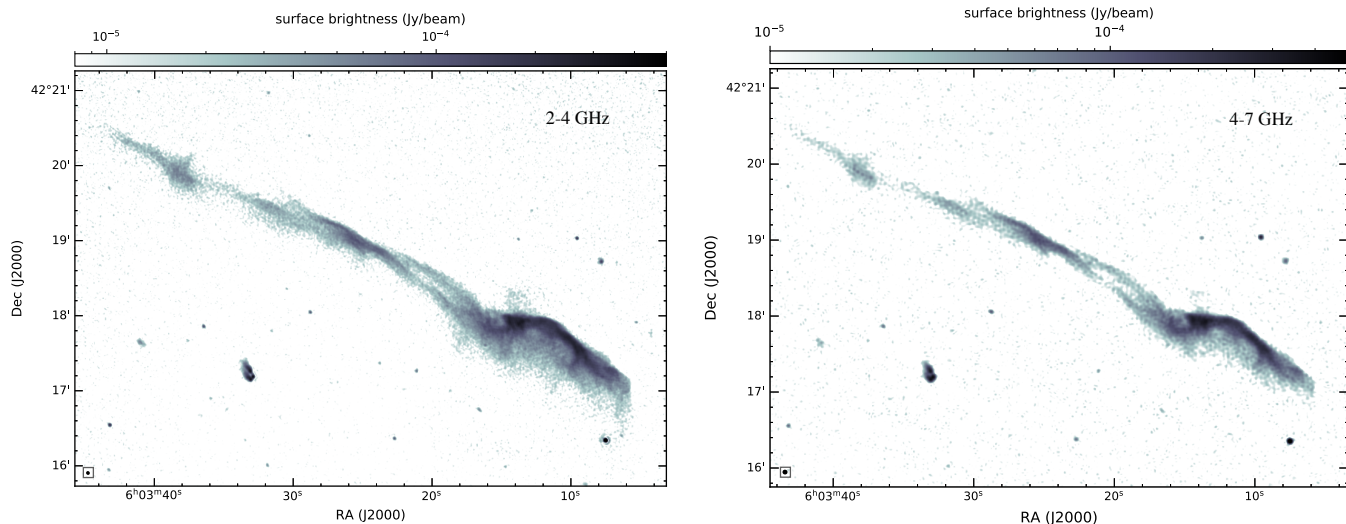 surface brightness (Jy/beam)
10⁻⁵ 10⁻⁴
2-4 GHz
42°21'
20'
19'
18'
17'
16'
Dec (J2000)
6ʰ03ᵐ40ˢ 30ˢ 20ˢ 10ˢ
RA (J2000)
surface brightness (Jy/beam)
10⁻⁵ 10⁻⁴
4-7 GHz
42°21'
20'
19'
18'
17'
16'
Dec (J2000)
6ʰ03ᵐ40ˢ 30ˢ 20ˢ 10ˢ
RA (J2000)